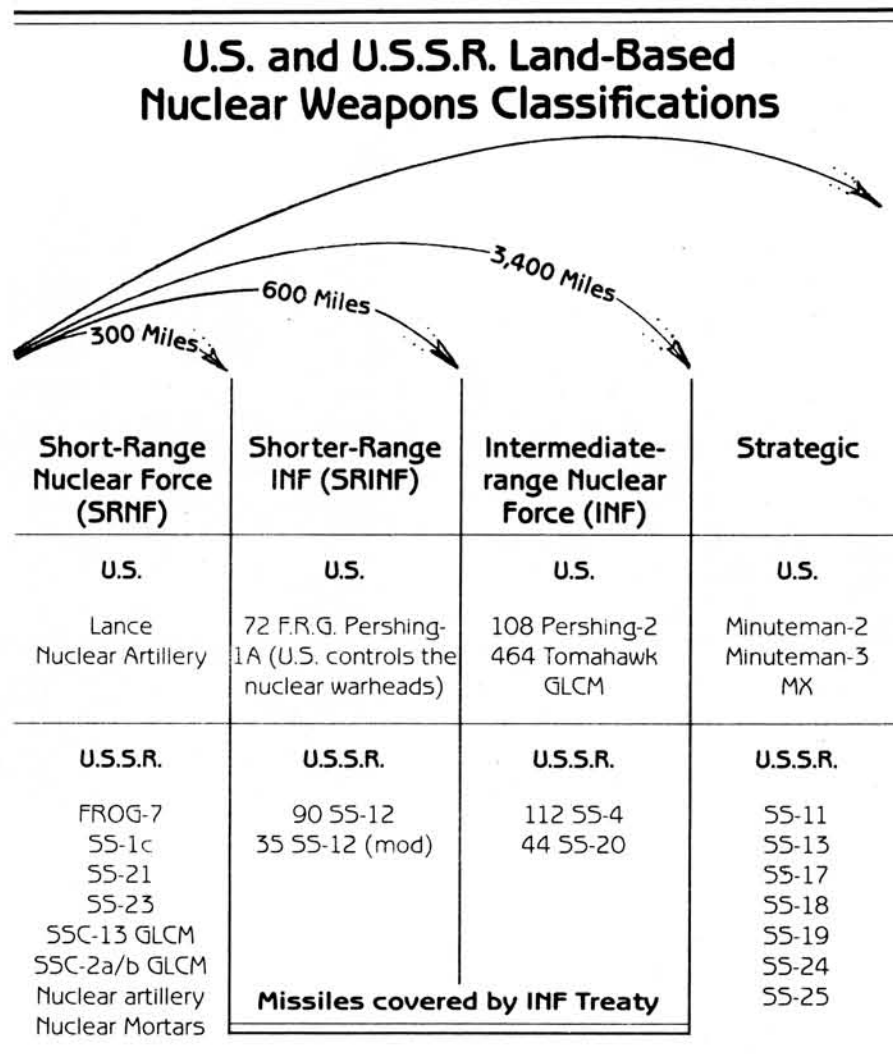 U.S. and U.S.S.R. Land-Based
Nuclear Weapons Classifications
3,400 Miles
600 Miles
300 Miles
Short-Range
Nuclear Force
(SRNF)
Shorter-Range
INF (SRINF)
Intermediate-
range Nuclear
Force (INF)
Strategic
U.S.
Lance
Nuclear Artillery
U.S.
72 F.R.G. Pershing-
1A (U.S. controls the
nuclear warheads)
U.S.
108 Pershing-2
464 Tomahawk
GLCM
U.S.
Minuteman-2
Minuteman-3
MX
U.S.S.R.
FROG-7
SS-1c
SS-21
SS-23
SSC-13 GLCM
SSC-2a/b GLCM
Nuclear artillery
Nuclear Mortars
U.S.S.R.
90 SS-12
35 SS-12 (mod)
U.S.S.R.
112 SS-4
44 SS-20
U.S.S.R.
SS-11
SS-13
SS-17
SS-18
SS-19
SS-24
SS-25
Missiles covered by INF Treaty